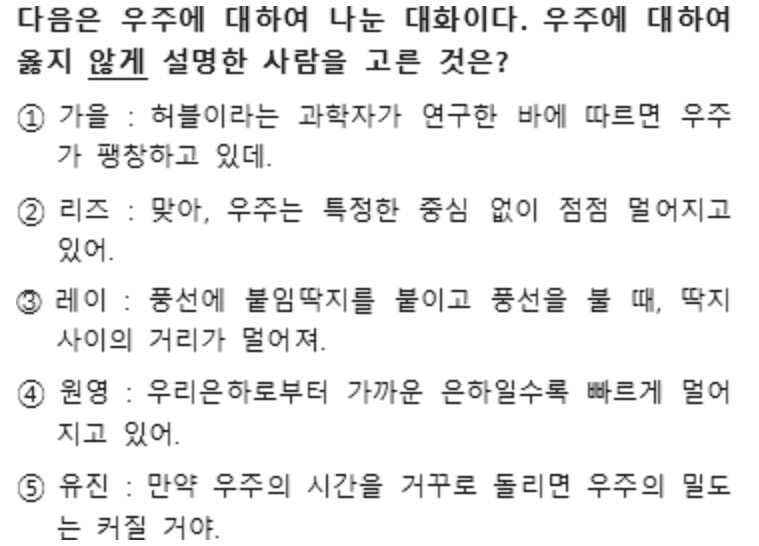 다음은 우주에 대하여 나눈 대화이다. 우주에 대하여
옳지 않게 설명한 사람을 고른 것은?
① 가을 : 허블이라는 과학자가 연구한 바에 따르면 우주
가 팽창하고 있데.
② 리즈 : 맞아, 우주는 특정한 중심 없이 점점 멀어지고
있어.
③ 레이 : 풍선에 붙임딱지를 붙이고 풍선을 불 때, 딱지
사이의 거리가 멀어져.
④ 원영 : 우리은하로부터 가까운 은하일수록 빠르게 멀어
지고 있어.
⑤ 유진 : 만약 우주의 시간을 거꾸로 돌리면 우주의 밀도
는 커질 거야.